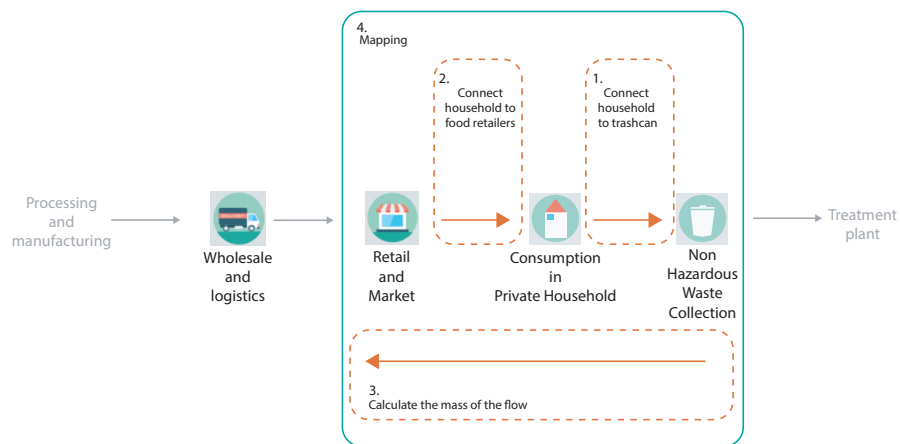 4.
Mapping
2.
Connect
household to
food retailers
1.
Connect
household
to trashcan
Processing
and
manufacturing
Wholesale
and
logistics
Retail
and
Market
Consumption
in
Private Household
Non
Hazardous
Waste
Collection
Treatment
plant
3.
Calculate the mass of the flow